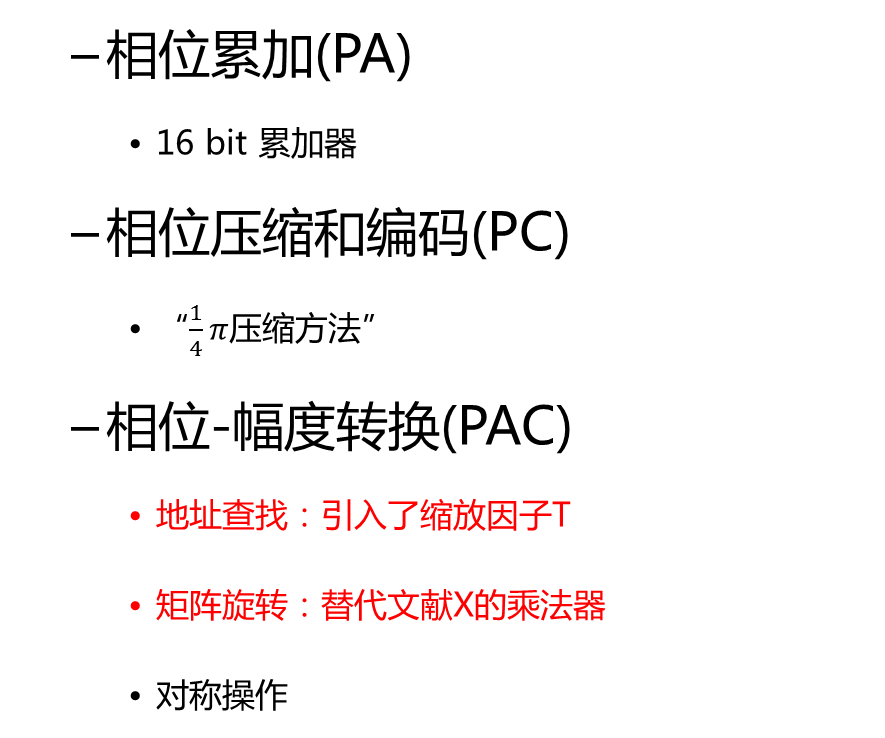 –相位累加(PA)
• 16 bit 累加器
–相位压缩和编码(PC)
• “1/4 π压缩方法”
–相位-幅度转换(PAC)
• 地址查找：引入了缩放因子T
• 矩阵旋转：替代文献X的乘法器
• 对称操作